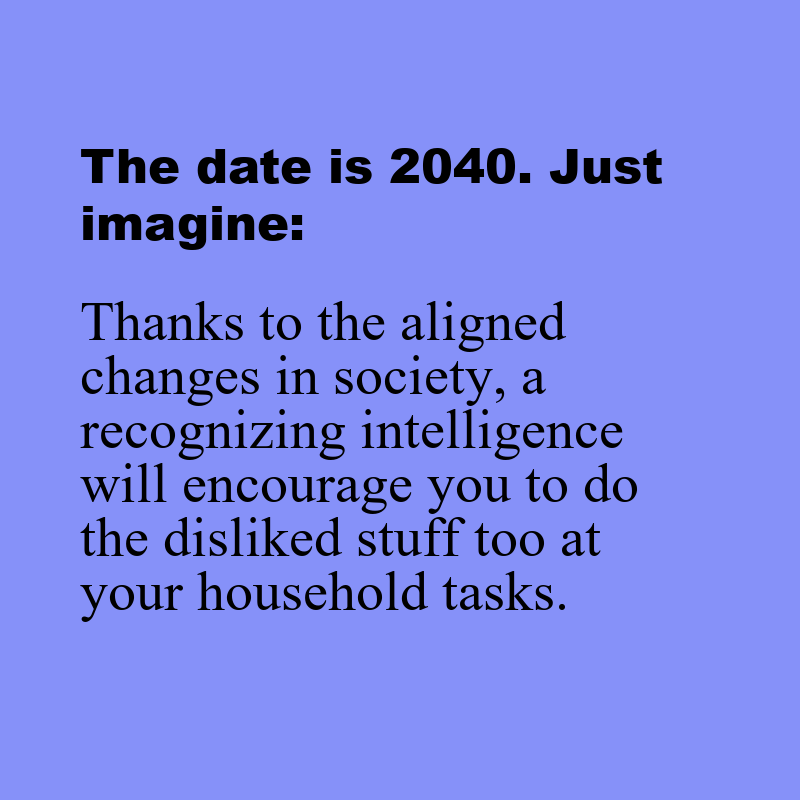 The date is 2040. Just
imagine:
Thanks to the aligned
changes in society, a
recognizing intelligence
will encourage you to do
the disliked stuff too at
your household tasks.